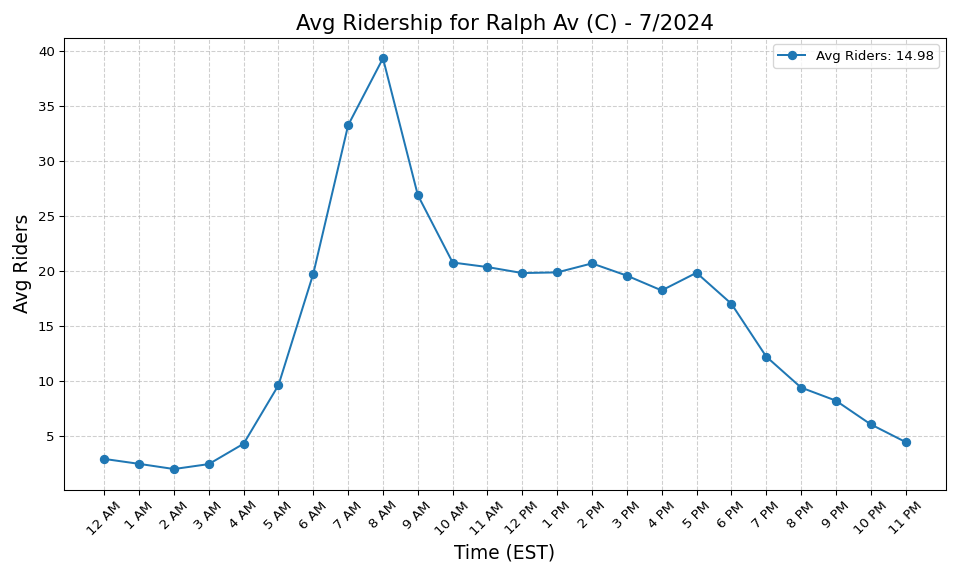 Avg Ridership for Ralph Av (C) - 7/2024
Avg Riders: 14.98
Avg Riders
40
35
30
25
20
15
10
5
12 AM
1 AM
2 AM
3 AM
4 AM
5 AM
6 AM
7 AM
8 AM
9 AM
10 AM
11 AM
12 PM
1 PM
2 PM
3 PM
4 PM
5 PM
6 PM
7 PM
8 PM
9 PM
10 PM
11 PM
Time (EST)